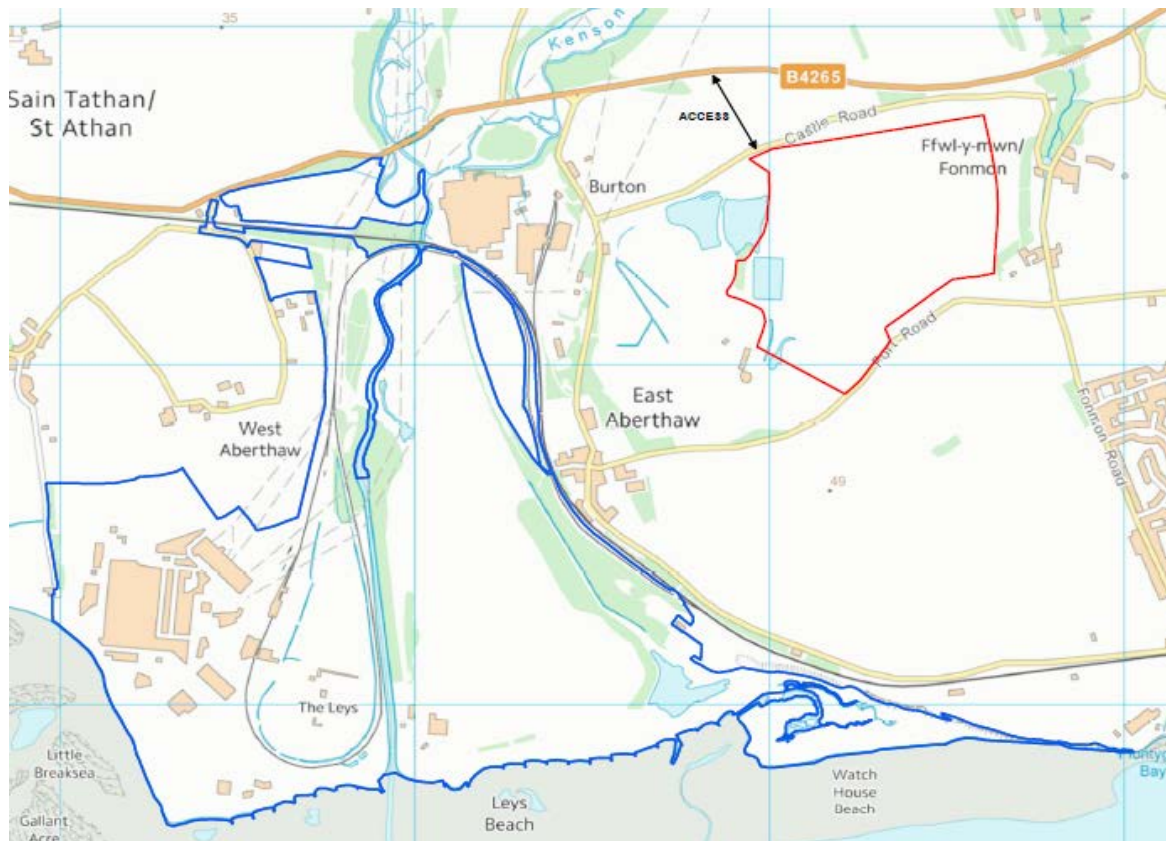 35
Kenson
B4265
Sain Tathan/
St Athan
ACCESS
Castle Road
Ffwl-y-mwn/
Fonmon
Burton
Port Road
East
Aberthaw
West
Aberthaw
Fonmon Road
49
The Leys
Little
Breaksea
Gallant
Acre
Leys
Beach
Watch
House
Beach
Bay